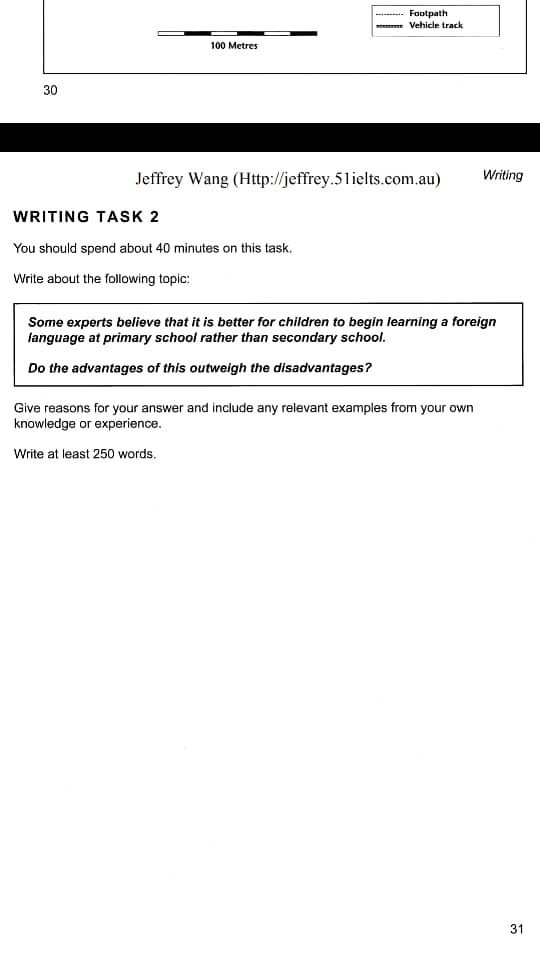 Footpath
Vehicle track
100 Metres
30
Jeffrey Wang (Http://jeffrey.51ielts.com.au)
Writing
WRITING TASK 2
You should spend about 40 minutes on this task.
Write about the following topic:
Some experts believe that it is better for children to begin learning a foreign
language at primary school rather than secondary school.
Do the advantages of this outweigh the disadvantages?
Give reasons for your answer and include any relevant examples from your own
knowledge or experience.
Write at least 250 words.
31